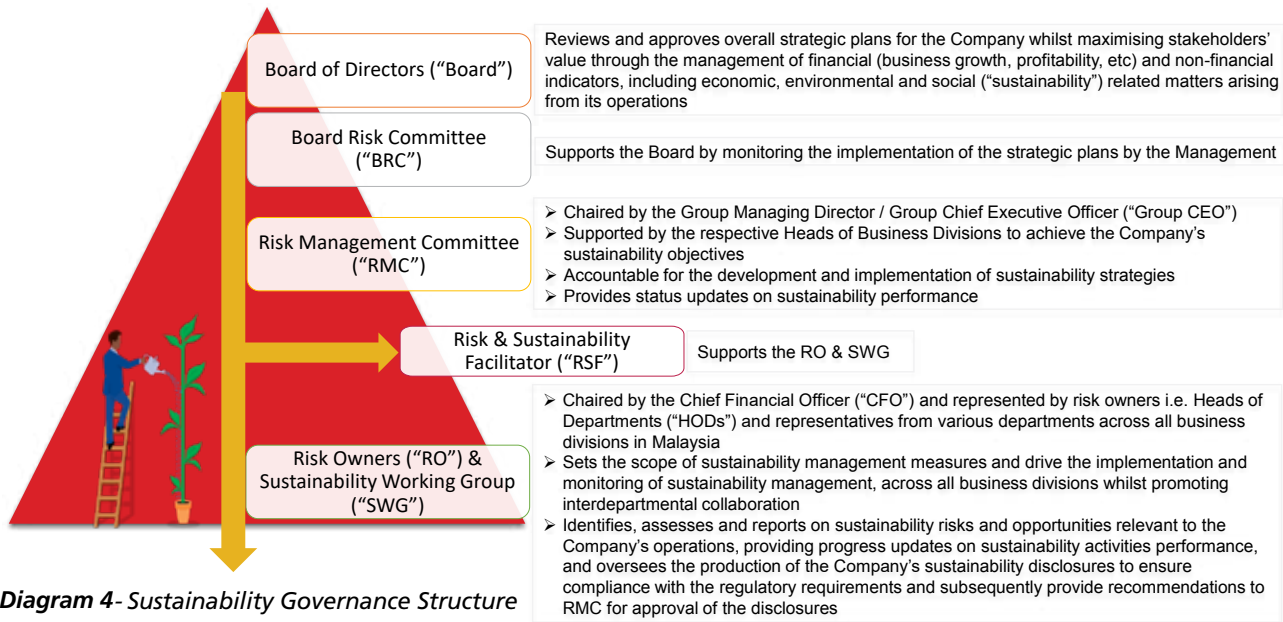 Board of Directors (“Board”)
Reviews and approves overall strategic plans for the Company whilst maximising stakeholders’
value through the management of financial (business growth, profitability, etc) and non-financial
indicators, including economic, environmental and social (“sustainability”) related matters arising
from its operations
Board Risk Committee
(“BRC”)
Supports the Board by monitoring the implementation of the strategic plans by the Management
Risk Management Committee
(“RMC”)
➢ Chaired by the Group Managing Director / Group Chief Executive Officer (“Group CEO”)
➢ Supported by the respective Heads of Business Divisions to achieve the Company’s
sustainability objectives
➢ Accountable for the development and implementation of sustainability strategies
➢ Provides status updates on sustainability performance
Risk & Sustainability
Facilitator (“RSF”)
Supports the RO & SWG
Risk Owners (“RO”) &
Sustainability Working Group
(“SWG”)
➢ Chaired by the Chief Financial Officer (“CFO”) and represented by risk owners i.e. Heads of
Departments (“HODs”) and representatives from various departments across all business
divisions in Malaysia
➢ Sets the scope of sustainability management measures and drive the implementation and
monitoring of sustainability management, across all business divisions whilst promoting
interdepartmental collaboration
➢ Identifies, assesses and reports on sustainability risks and opportunities relevant to the
Company’s operations, providing progress updates on sustainability activities performance,
and oversees the production of the Company’s sustainability disclosures to ensure
compliance with the regulatory requirements and subsequently provide recommendations to
RMC for approval of the disclosures
Diagram 4- Sustainability Governance Structure